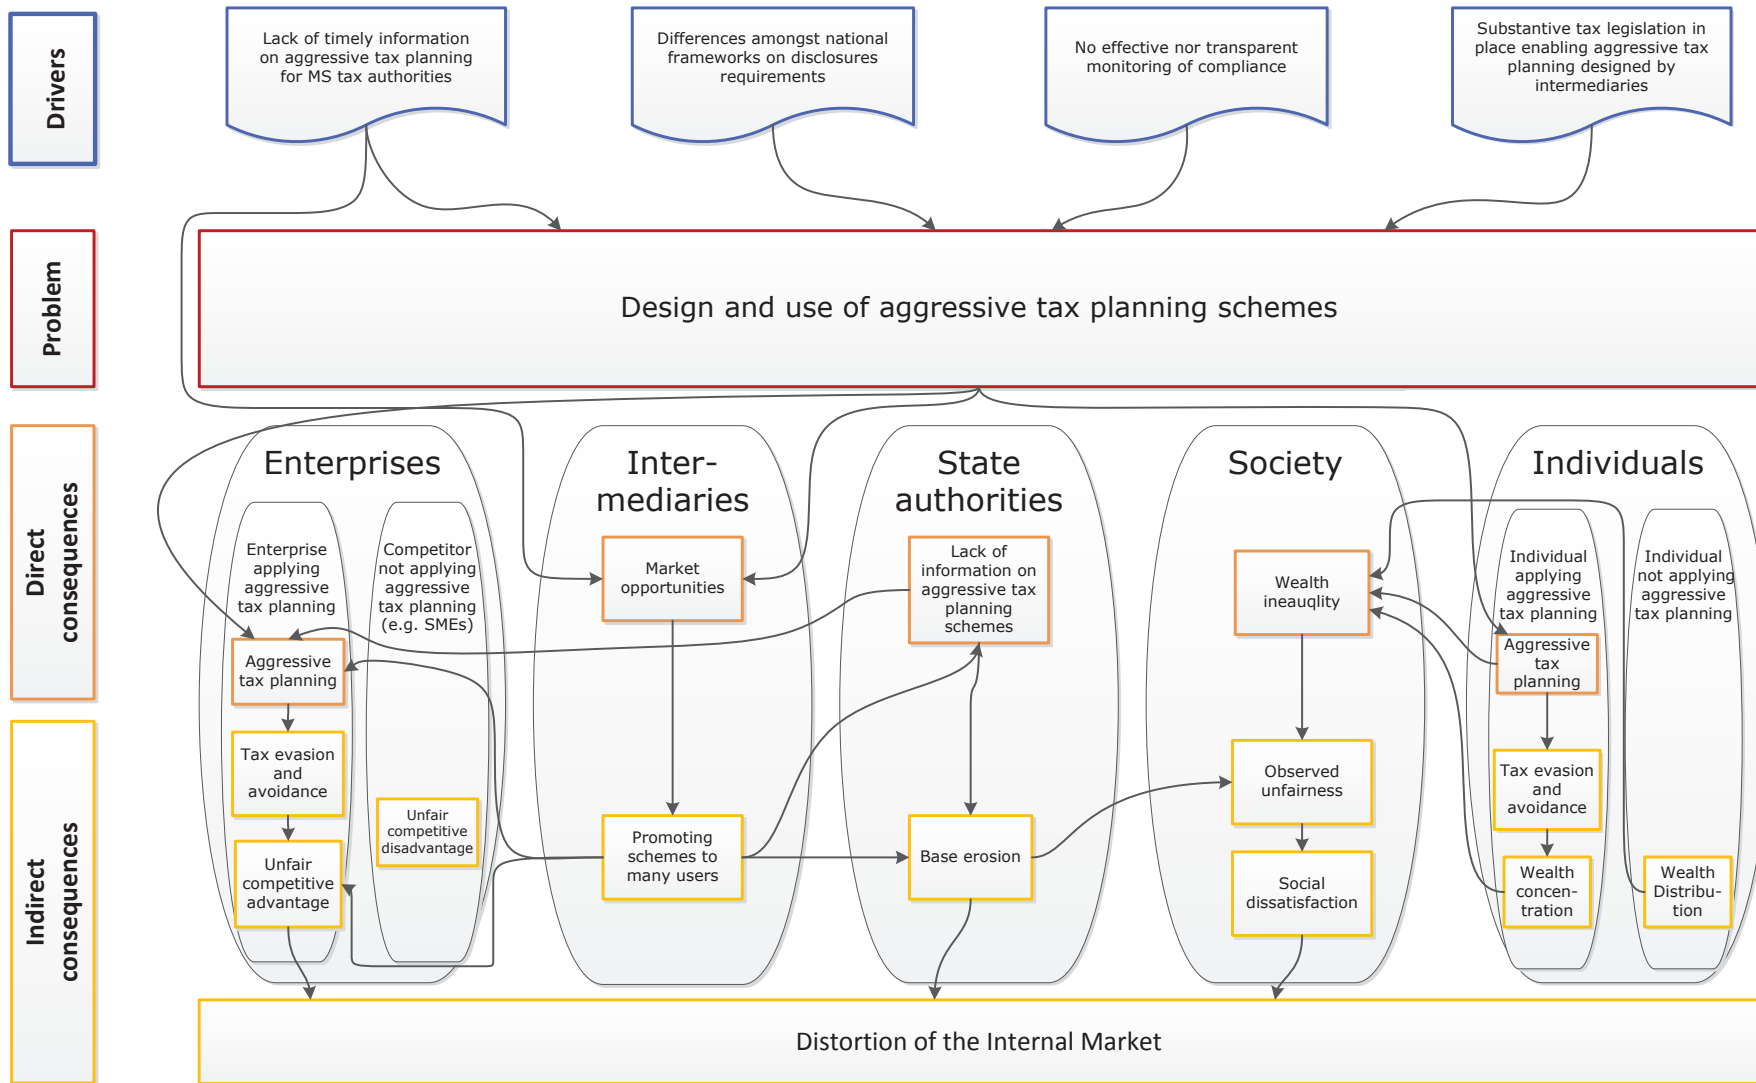 Drivers
Lack of timely information
on aggressive tax planning
for MS tax authorities
Differences amongst national
frameworks on disclosures
requirements
No effective nor transparent
monitoring of compliance
Substantive tax legislation in
place enabling aggressive tax
planning designed by
intermediaries
Problem
Design and use of aggressive tax planning schemes
Direct
consequences
Enterprises
Enterprise
applying
aggressive
tax planning
Competitor
not applying
aggressive
tax planning
(e.g. SMEs)
Aggressive
tax planning
Inter-
mediaries
Market
opportunities
State
authorities
Lack of
information on
aggressive tax
planning
schemes
Society
Wealth
ineauqlity
Individuals
Individual
applying
aggressive
tax planning
Individual
not applying
aggressive
tax planning
Aggressive
tax
planning
Indirect
consequences
Tax evasion
and
avoidance
Unfair
competitive
advantage
Unfair
competitive
disadvantage
Promoting
schemes to
many users
Base erosion
Observed
unfairness
Social
dissatisfaction
Tax evasion
and
avoidance
Wealth
concen-
tration
Wealth
Distribu-
tion
Distortion of the Internal Market